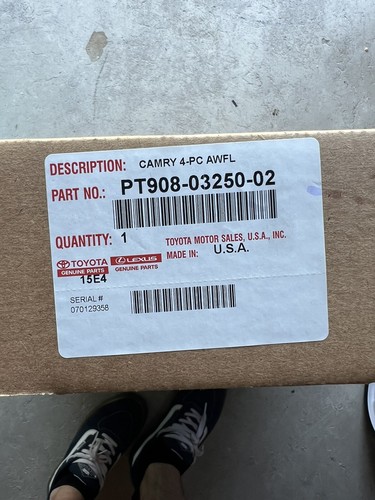 DESCRIPTION: CAMRY 4-PC AWFL
PART NO.: PT908-03250-02
QUANTITY: 1
TOYOTA MOTOR SALES, U.S.A., INC.
MADE IN: U.S.A.
TOYOTA LEXUS
GENUINE PARTS GENUINE PARTS
15E4
SERIAL #
070129358